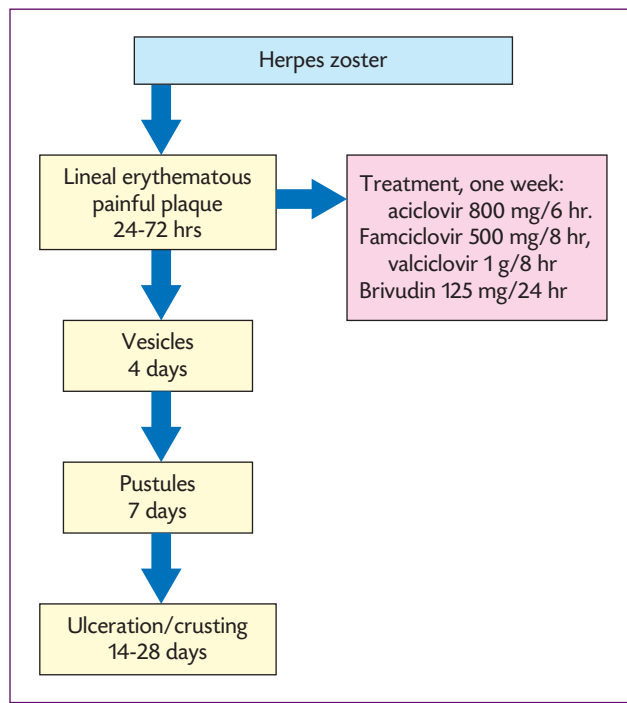 Herpes zoster
Lineal erythematous
painful plaque
24-72 hrs
Treatment, one week:
aciclovir 800 mg/6 hr.
Famciclovir 500 mg/8 hr,
valciclovir 1 g/8 hr
Brivudin 125 mg/24 hr
Vesicles
4 days
Pustules
7 days
Ulceration/crusting
14-28 days